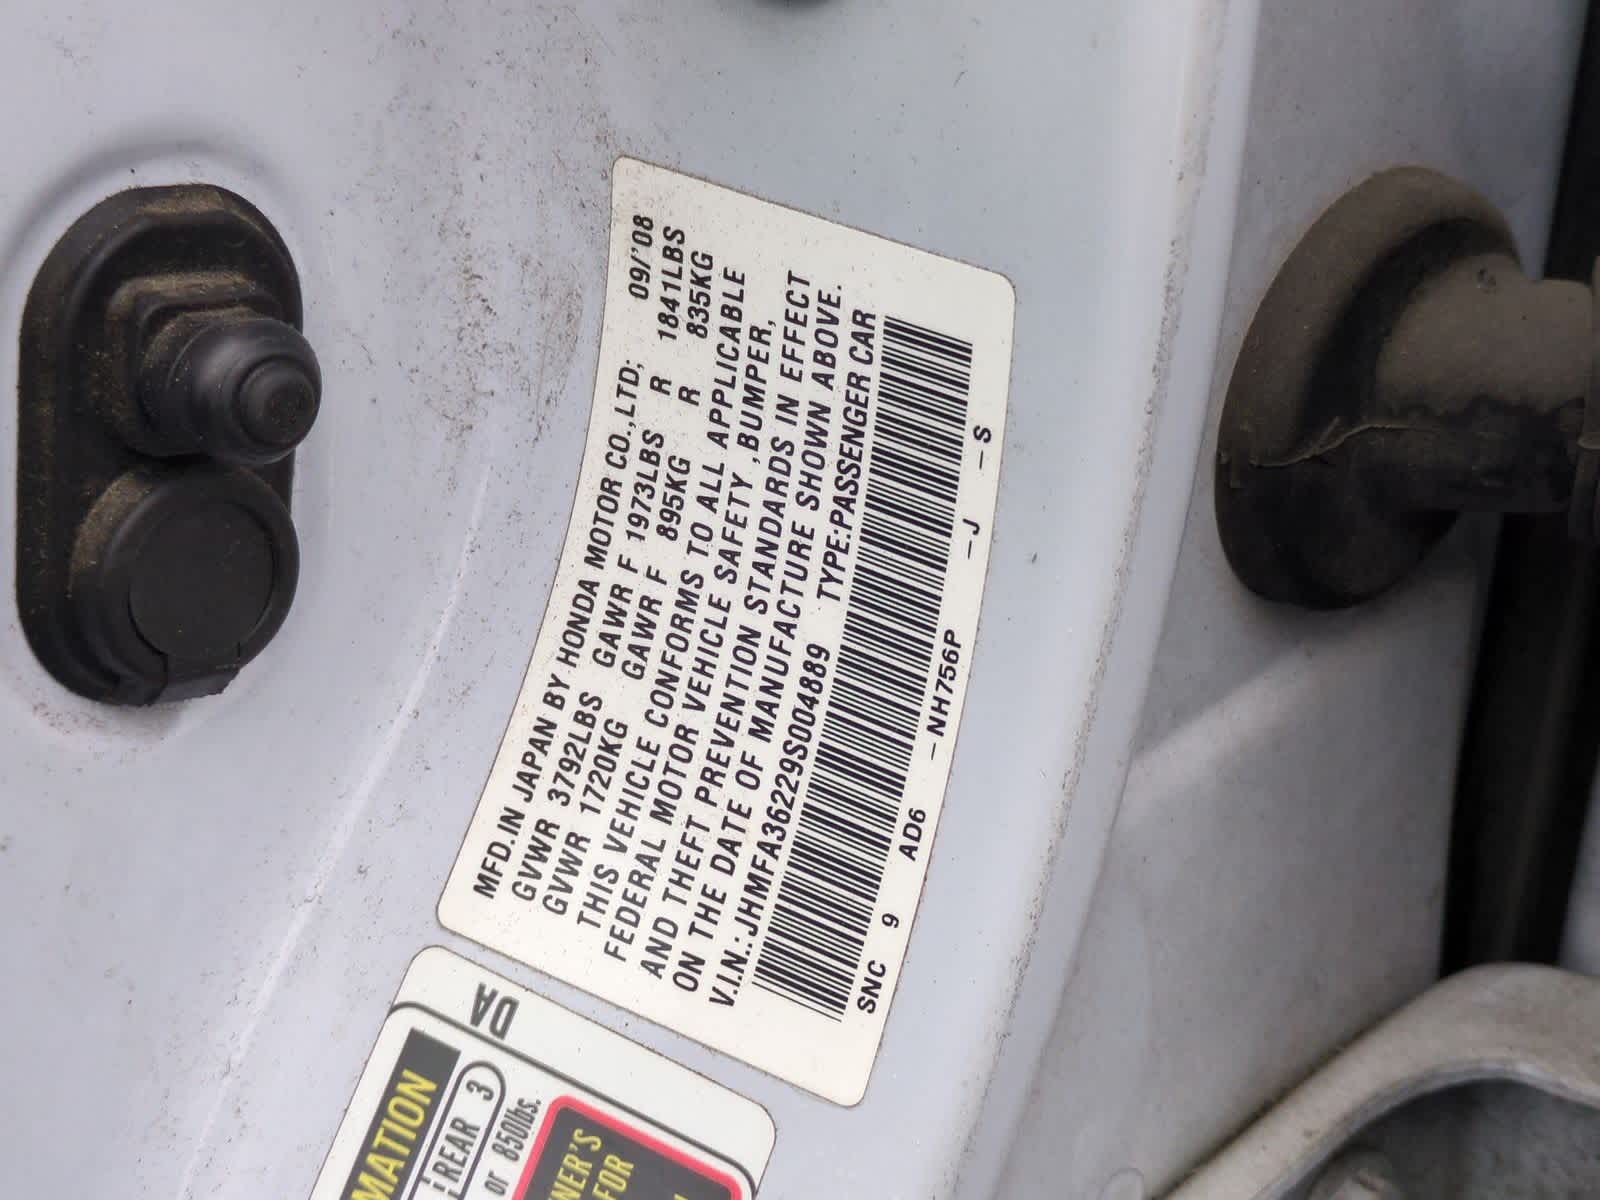 MFD.IN JAPAN BY HONDA MOTOR CO.,LTD; 09/'08
GVWR 3792LBS GAWR F 1973LBS R 1841LBS
GVWR 1720KG GAWR F 895KG R 835KG
THIS VEHICLE CONFORMS TO ALL APPLICABLE
FEDERAL MOTOR VEHICLE SAFETY ,BUMPER,
AND THEFT PREVENTION STANDARDS IN EFFECT
ON THE DATE OF MANUFACTURE SHOWN ABOVE.
V.I.N.:JHMFA36229S004889 TYPE:PASSENGER CAR
SNC 9 AD6 -NH756P -J -S
DA
MATION
REAR 3
or 850lbs.
NER'S
FOR